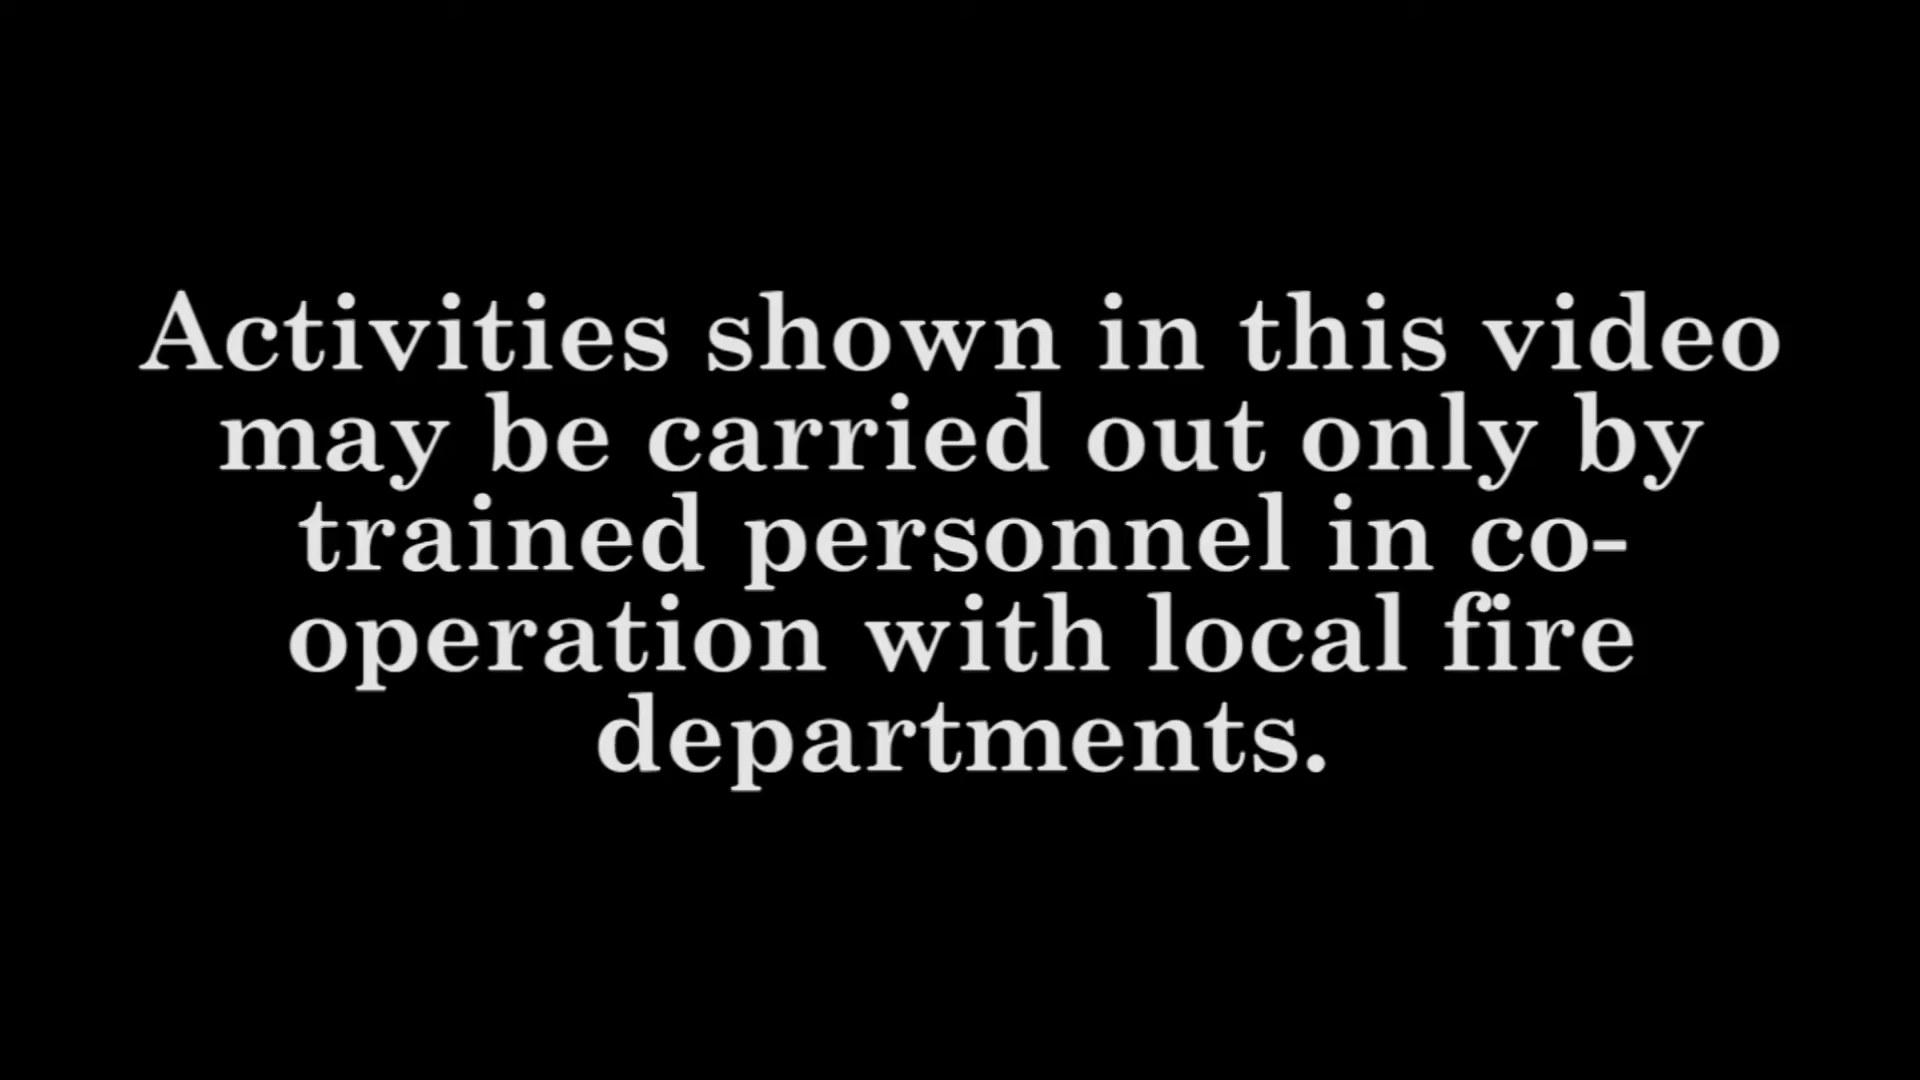 Activities shown in this video
may be carried out only by
trained personnel in co-
operation with local fire
departments.